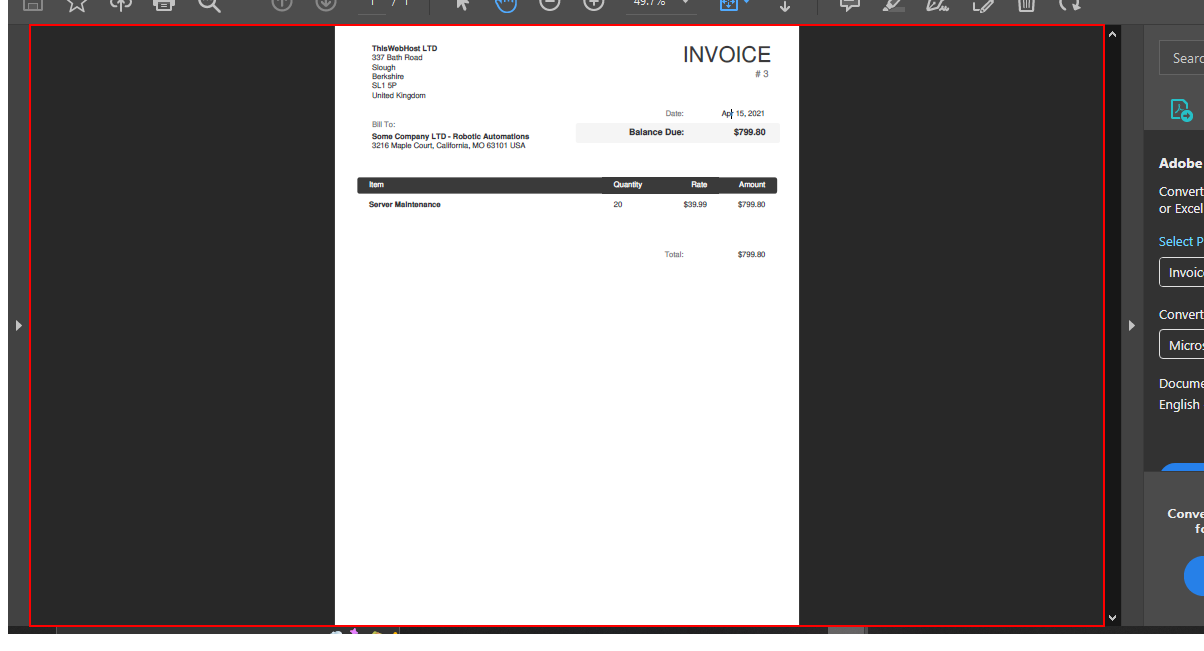 1 / 1
49.7%
ThisWebHost LTD
337 Bath Road
Slough
Berkshire
SL1 5P
United Kingdom
INVOICE
# 3
Date: Apr 15, 2021
Balance Due: $799.80
Bill To:
Some Company LTD - Robotic Automations
3216 Maple Court, California, MO 63101 USA
Item Quantity Rate Amount
Server Maintenance 20 $39.99 $799.80
Total: $799.80
Searc
Adobe
Convert
or Excel
Select P
Invoic
Convert
Micros
Docume
English
Conve
fo